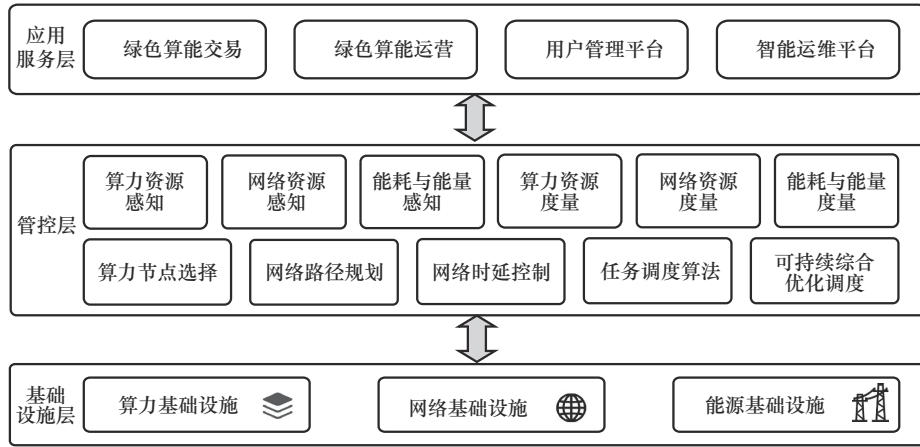 应用
服务层
绿色算能交易
绿色算能运营
用户管理平台
智能运维平台
管控层
算力资源
感知
网络资源
感知
能耗与能量
感知
算力资源
度量
网络资源
度量
能耗与能量
度量
算力节点选择
网络路径规划
网络时延控制
任务调度算法
可持续综合
优化调度
基础
设施层
算力基础设施
网络基础设施
能源基础设施